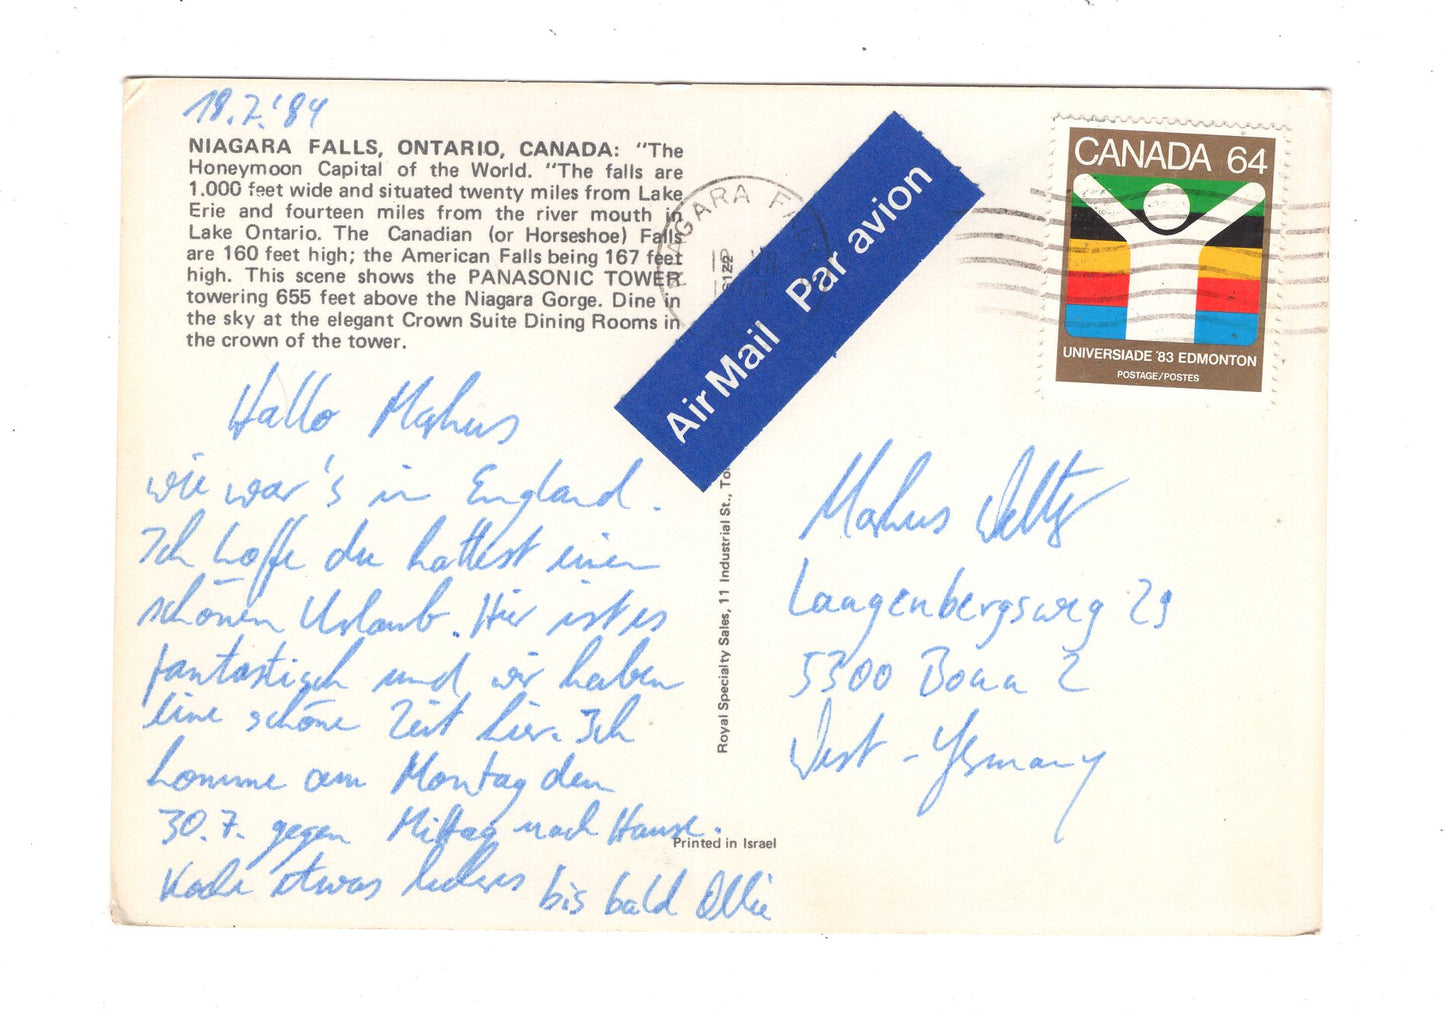 18.7.'84
NIAGARA FALLS, ONTARIO, CANADA: "The
Honeymoon Capital of the World. "The falls are
1.000 feet wide and situated twenty miles from Lake
Erie and fourteen miles from the river mouth in
Lake Ontario. The Canadian (or Horseshoe) Falls
are 160 feet high; the American Falls being 167 feet
high. This scene shows the PANASONIC TOWER
towering 655 feet above the Niagara Gorge. Dine in
the sky at the elegant Crown Suite Dining Rooms in
the crown of the tower.
Hallo Markus
wie war's in England.
Ich hoffe du hattest einen
schönen Urlaub. Hier ist es
fantastisch und wir haben
eine schöne Zeit hier. Ich
komme am Montag den
30.7. gegen Mittag nach Hause.
Koche etwas leckeres bis bald Ollie
Royal Specialty Sales, 11 Industrial St.,
Printed in Israel
NIAGARA
Air Mail Par avion
CANADA 64
UNIVERSIADE '83 EDMONTON
POSTAGE/POSTES
Markus
Langenbergsweg 29
5300 Bonn 2
West-Germany